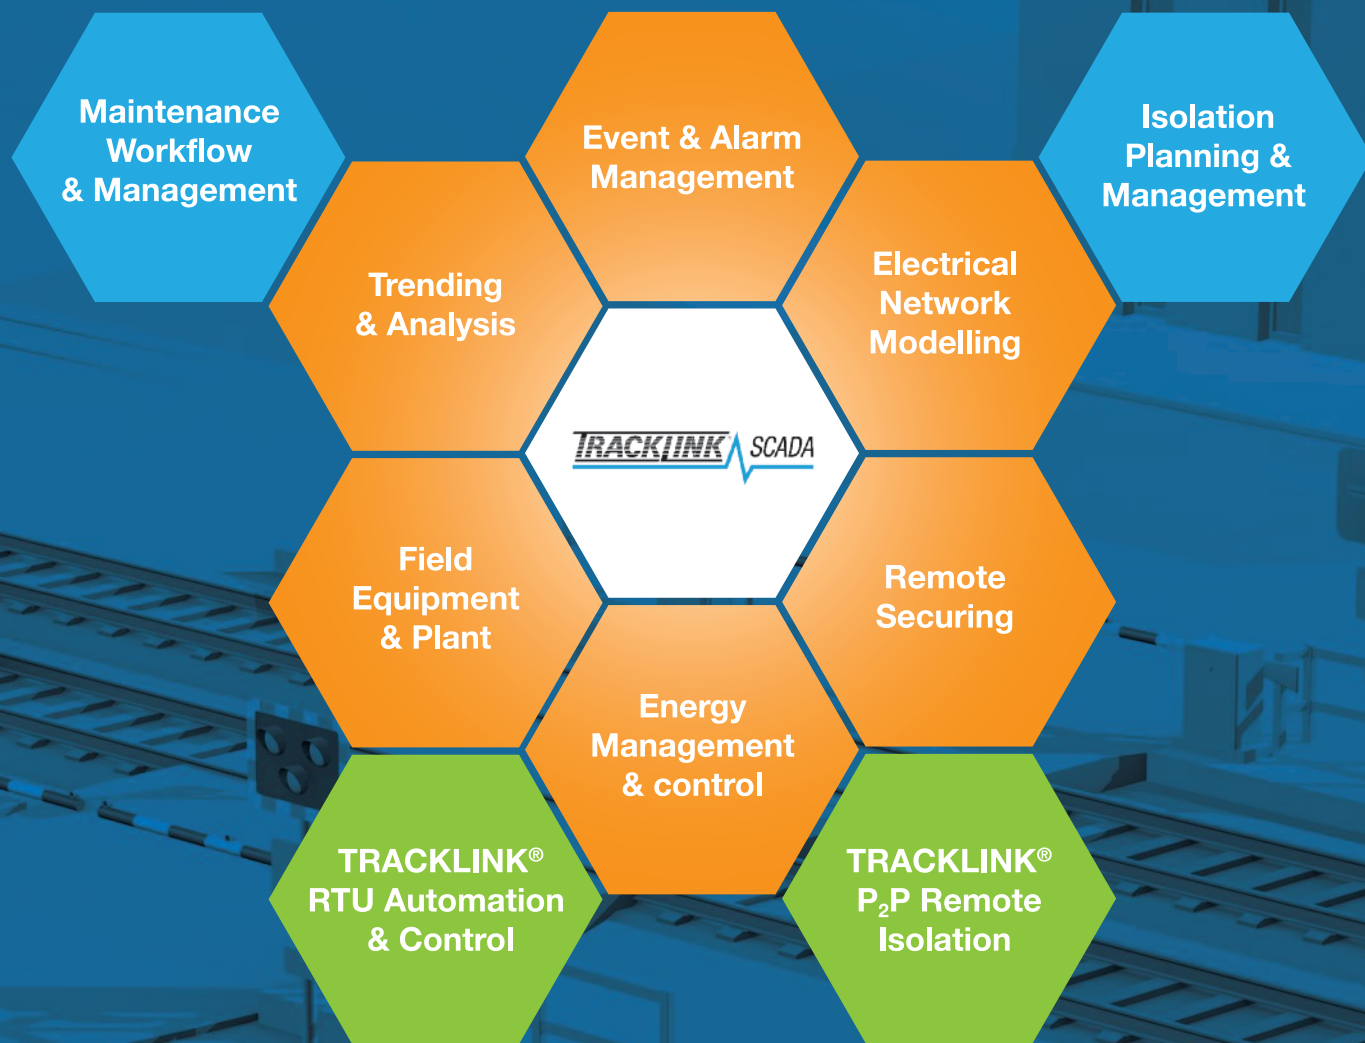 Maintenance
Workflow
& Management
Event & Alarm
Management
Isolation
Planning &
Management
Trending
& Analysis
Electrical
Network
Modelling
TRACKLINK SCADA
Field
Equipment
& Plant
Remote
Securing
Energy
Management
& control
TRACKLINK®
RTU Automation
& Control
TRACKLINK®
P₂P Remote
Isolation